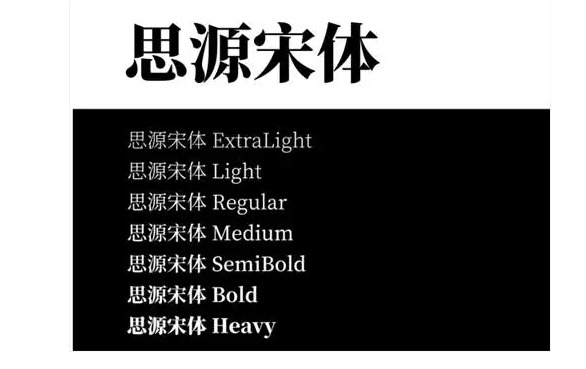 思源宋体
思源宋体 ExtraLight
思源宋体 Light
思源宋体 Regular
思源宋体 Medium
思源宋体 SemiBold
思源宋体 Bold
思源宋体 Heavy